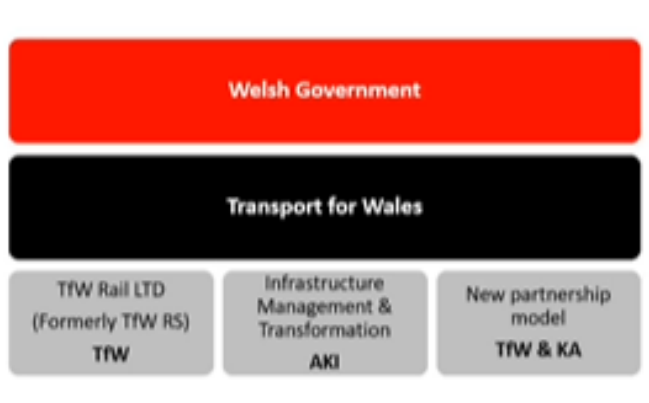 Welsh Government
Transport for Wales
TfW Rail LTD
(Formerly TfW RS)
TfW
Infrastructure
Management &
Transformation
AKI
New partnership
model
TfW & KA